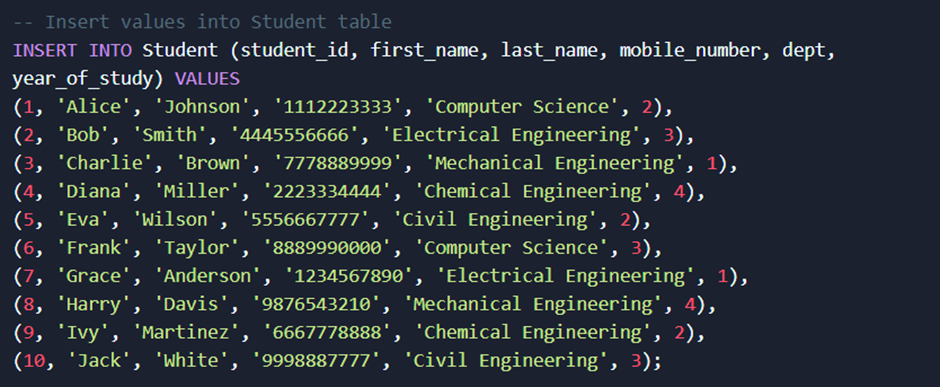 -- Insert values into Student table
INSERT INTO Student (student_id, first_name, last_name, mobile_number, dept,
year_of_study) VALUES
(1, 'Alice', 'Johnson', '1112223333', 'Computer Science', 2),
(2, 'Bob', 'Smith', '4445556666', 'Electrical Engineering', 3),
(3, 'Charlie', 'Brown', '7778889999', 'Mechanical Engineering', 1),
(4, 'Diana', 'Miller', '2223334444', 'Chemical Engineering', 4),
(5, 'Eva', 'Wilson', '5556667777', 'Civil Engineering', 2),
(6, 'Frank', 'Taylor', '8889990000', 'Computer Science', 3),
(7, 'Grace', 'Anderson', '1234567890', 'Electrical Engineering', 1),
(8, 'Harry', 'Davis', '9876543210', 'Mechanical Engineering', 4),
(9, 'Ivy', 'Martinez', '6667778888', 'Chemical Engineering', 2),
(10, 'Jack', 'White', '9998887777', 'Civil Engineering', 3);